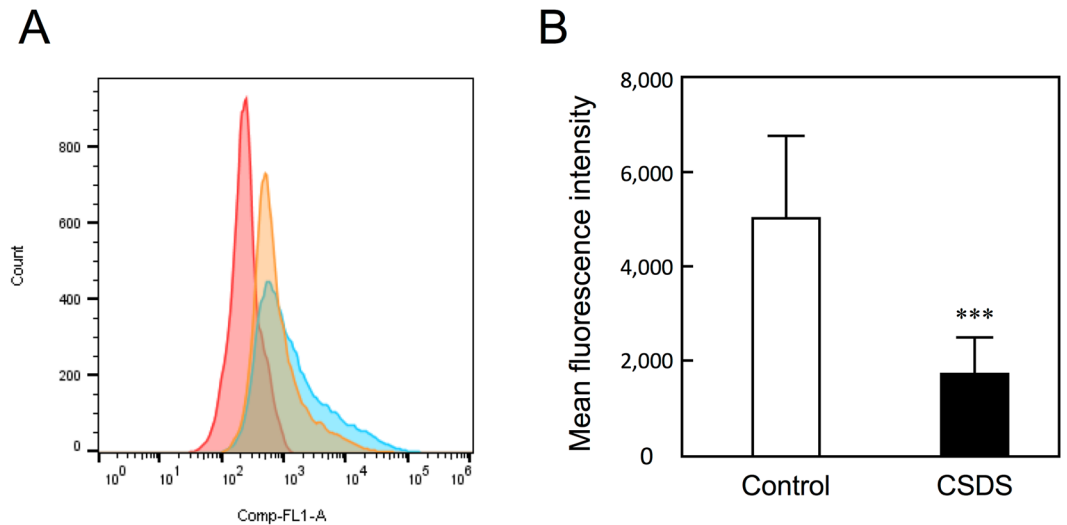 A
Count
800
600
400
200
0
10^0 10^1 10^2 10^3 10^4 10^5 10^6
Comp-FL1-A
B
Mean fluorescence intensity
8,000
6,000
4,000
2,000
0
***
Control CSDS